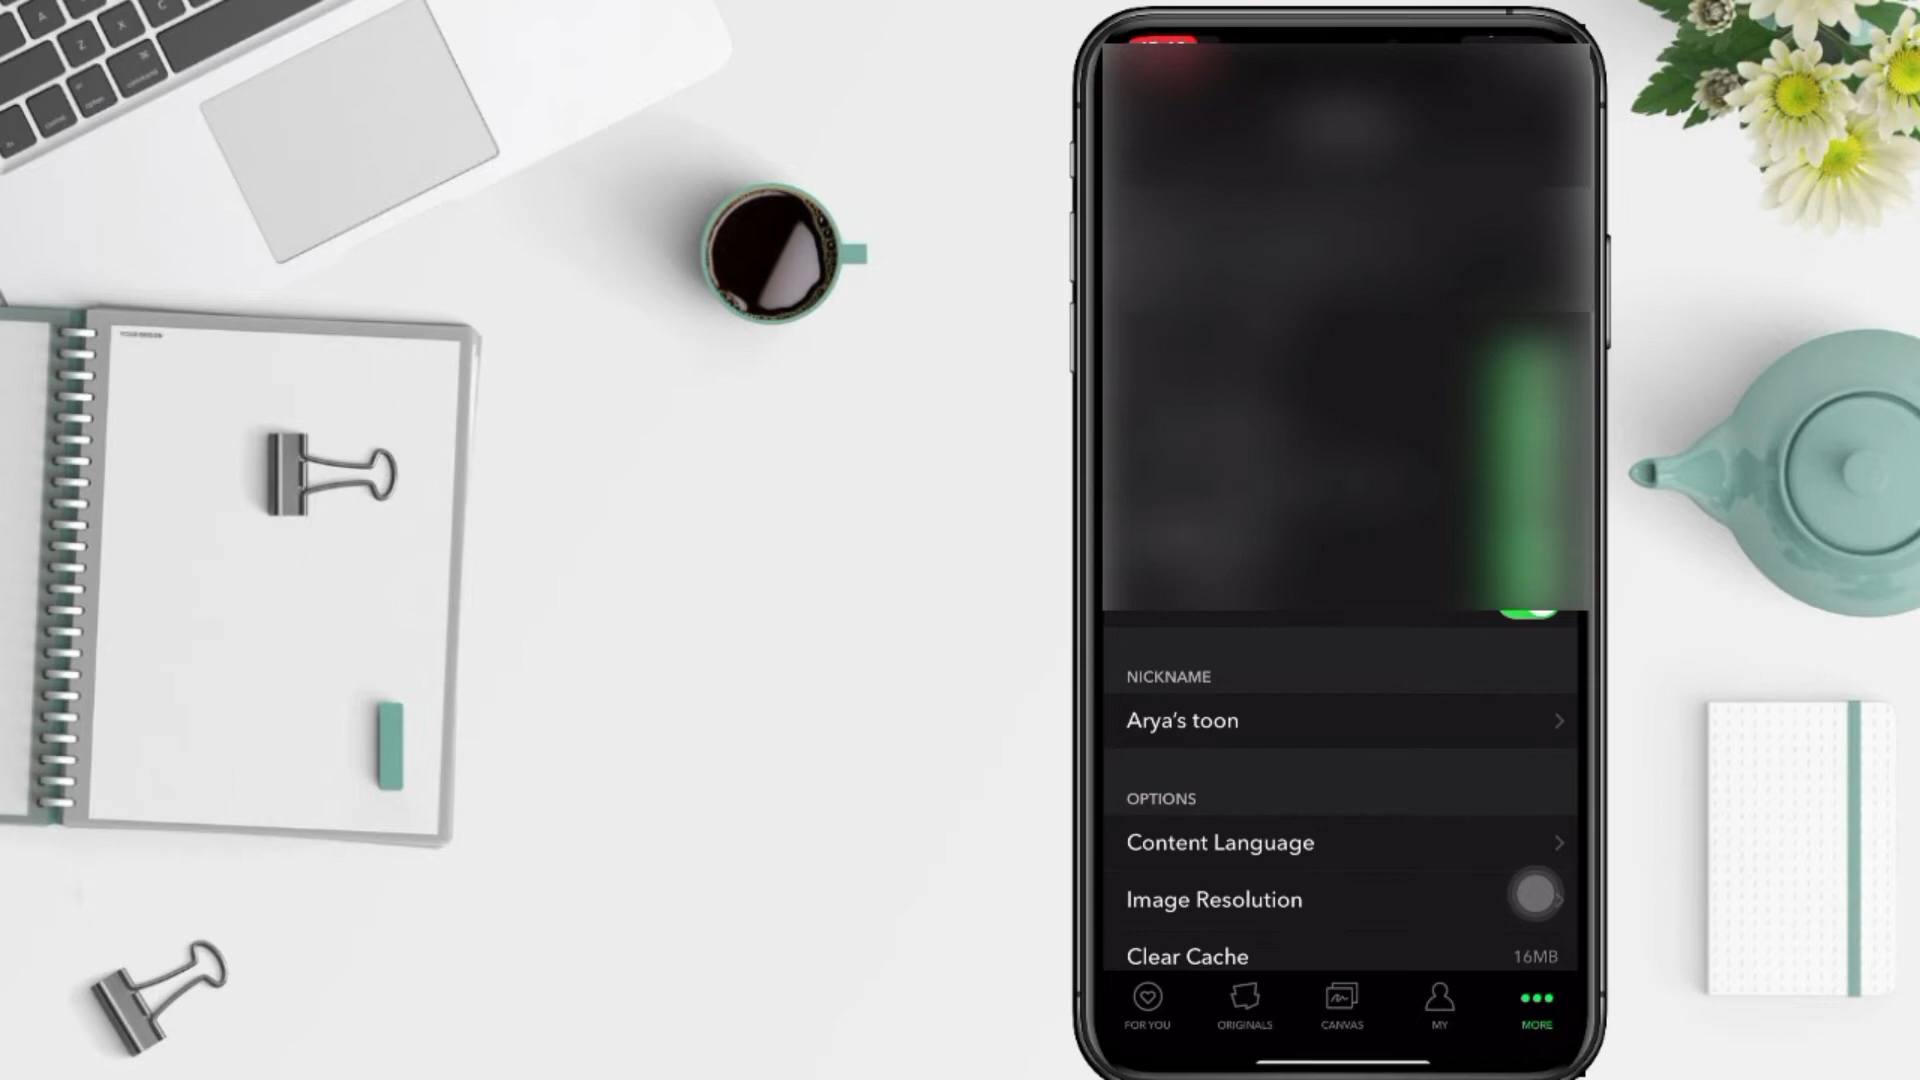 A
Z
X
C
⌘
NICKNAME
Arya's toon
OPTIONS
Content Language
Image Resolution
Clear Cache 16MB
FOR YOU ORIGINALS CANVAS MY MORE